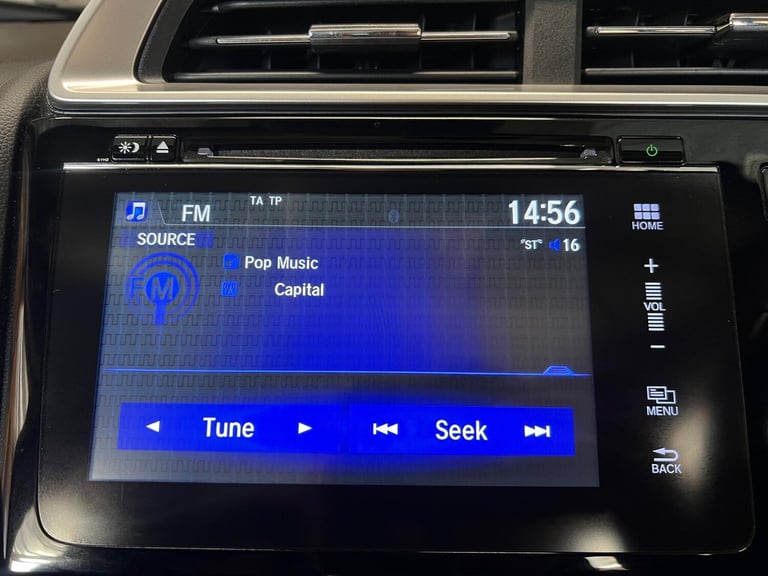 TA TP
FM
14:56
SOURCE
"ST"
16
FM
Pop Music
Capital
Tune
Seek
HOME
+
VOL
−
MENU
BACK